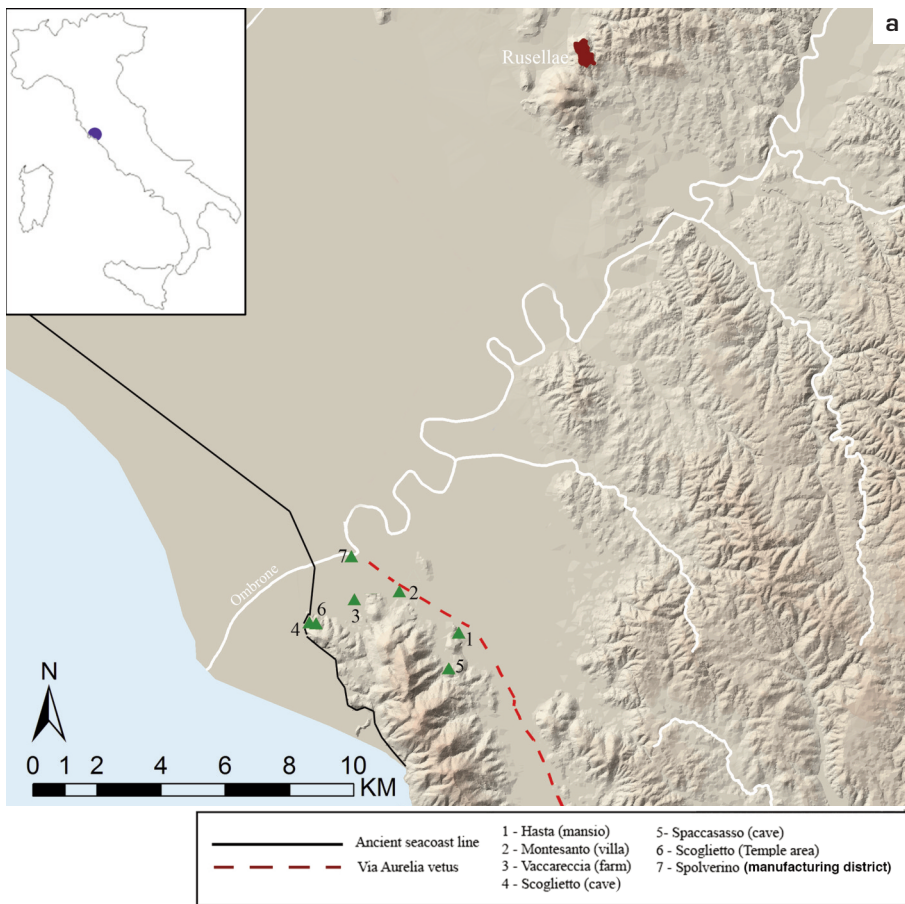 a
Rusellae
Ombrone
7
2
3
6
4
1
5
N
0 1 2 4 6 8 10
KM
Ancient seacoast line
Via Aurelia vetus
1 - Hasta (mansio)
2 - Montesanto (villa)
3 - Vaccareccia (farm)
4 - Scoglietto (cave)
5- Spaccasasso (cave)
6 - Scoglietto (Temple area)
7 - Spolverino (manufacturing district)